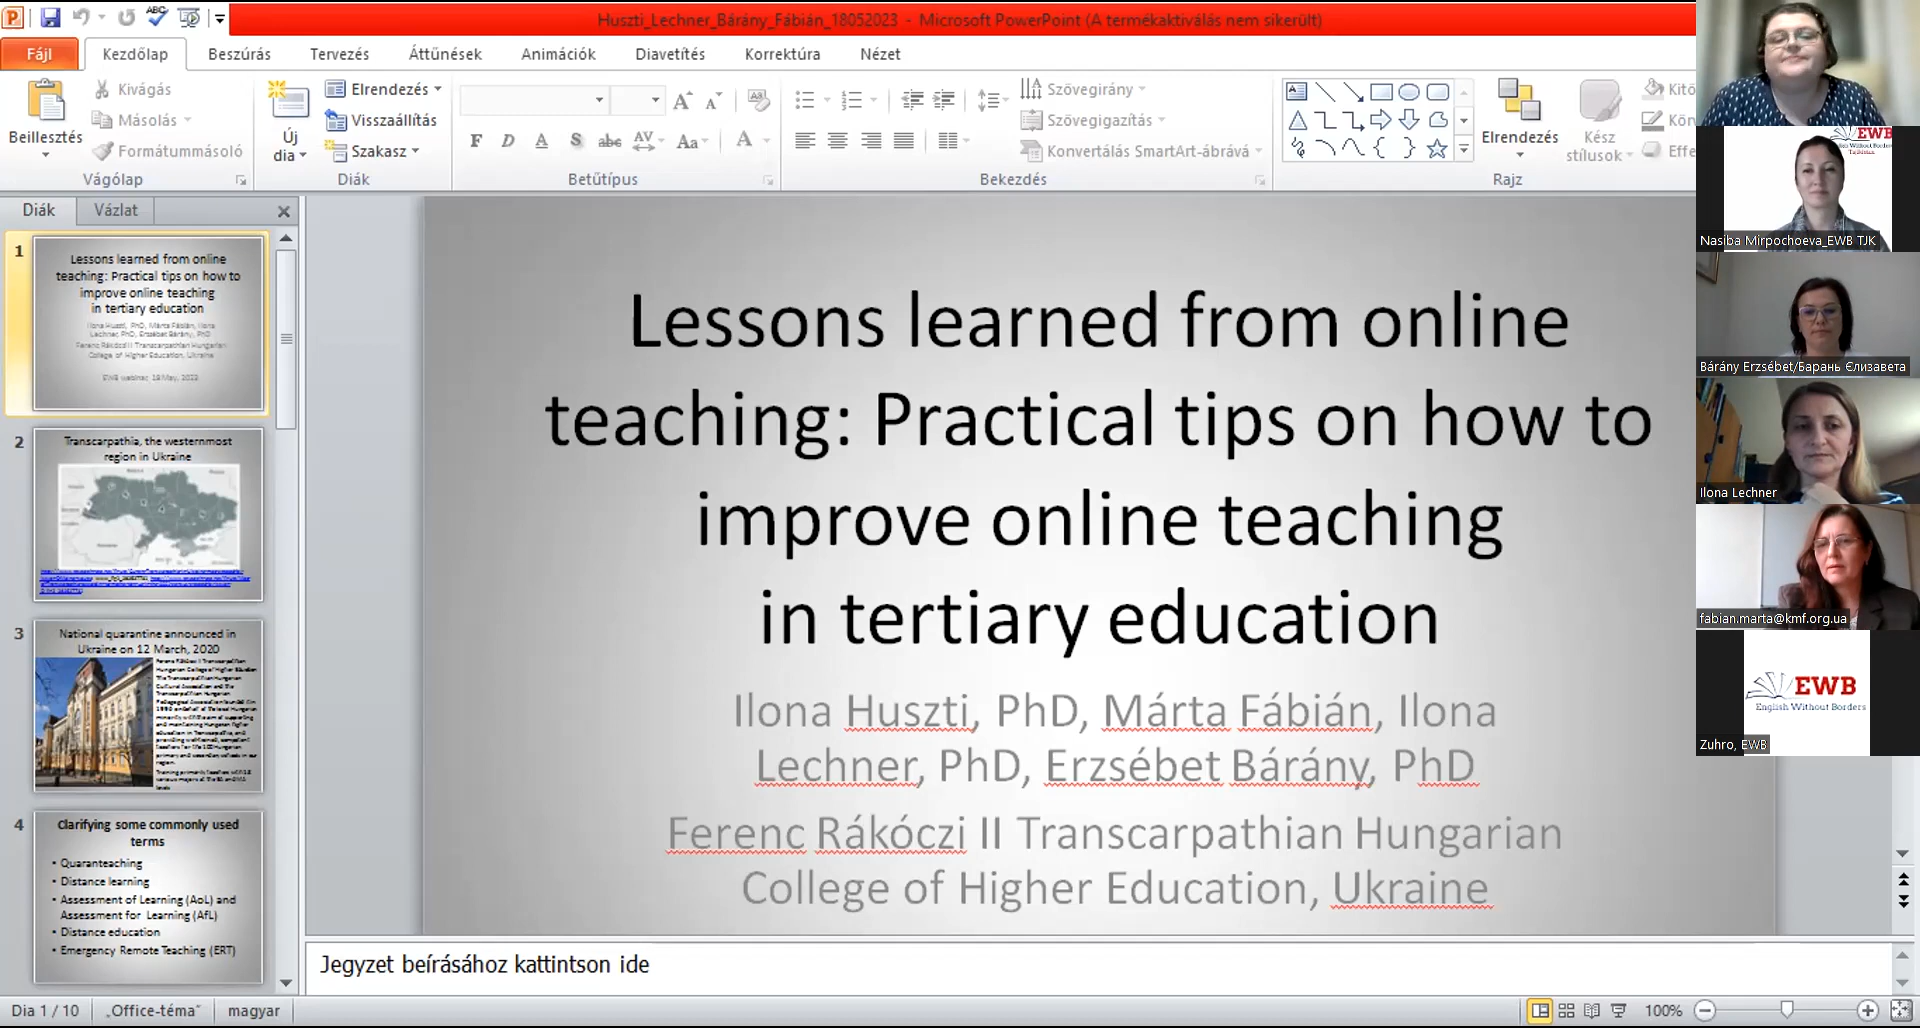 Huszti_Lechner_Bárány_Fábián_18052023 - Microsoft PowerPoint (A termékaktiválás nem sikerült)
Fájl Kezdőlap Beszúrás Tervezés Áttűnések Animációk Diavetítés Korrektúra Nézet
Beillesztés
Kivágás
Másolás
Formátummásoló
Vágólap
Új
dia
Elrendezés
Visszaállítás
Szakasz
Diák
Betűtípus
Szövegirány
Szövegigazítás
Konvertálás SmartArt-ábrává
Bekezdés
Elrendezés
Kész
stílusok
Rajz
Diák Vázlat
1
Lessons learned from online
teaching: Practical tips on how to
improve online teaching
in tertiary education
Ilona Huszti, PhD, Márta Fábián, Ilona
Lechner, PhD, Erzsébet Bárány, PhD
Ferenc Rákóczi II Transcarpathian Hungarian
College of Higher Education, Ukraine
EWB webinar, 18 May, 2023
2
Transcarpathia, the westernmost
region in Ukraine
3
National quarantine announced in
Ukraine on 12 March, 2020
4
Clarifying some commonly used
terms
• Quaranteaching
• Distance learning
• Assessment of Learning (AoL) and
Assessment for Learning (AfL)
• Distance education
• Emergency Remote Teaching (ERT)
Lessons learned from online
teaching: Practical tips on how to
improve online teaching
in tertiary education
Ilona Huszti, PhD, Márta Fábián, Ilona
Lechner, PhD, Erzsébet Bárány, PhD
Ferenc Rákóczi II Transcarpathian Hungarian
College of Higher Education, Ukraine
Jegyzet beírásához kattintson ide
Dia 1 / 10 „Office-téma” magyar 100%
EWB
Nasiba Mirpochoeva_EWB TJK
Bárány Erzsébet/Барань Єлизавета
Ilona Lechner
fabian.marta@kmf.org.ua
EWB
English Without Borders
Zuhro, EWB